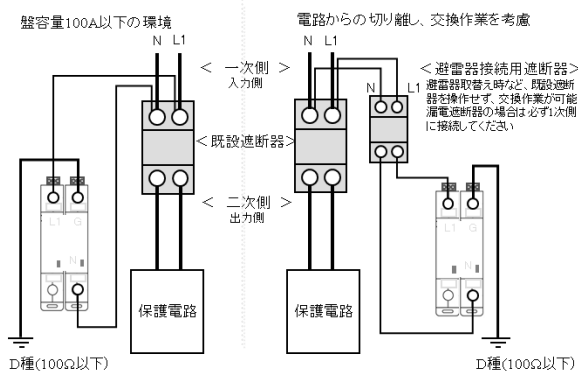 盤容量100A以下の環境
N L1
< 一次側 >
入力側
<既設遮断器>
< 二次側 >
出力側
L1 G
N
保護電路
D種(100Ω以下)
電路からの切り離し、交換作業を考慮
N L1
N L1
<避雷器接続用遮断器>
避雷器取替え時など、既設遮断
器を操作せず、交換作業が可能
漏電遮断器の場合は必ず1次側
に接続してください
L1 G
N
保護電路
D種(100Ω以下)